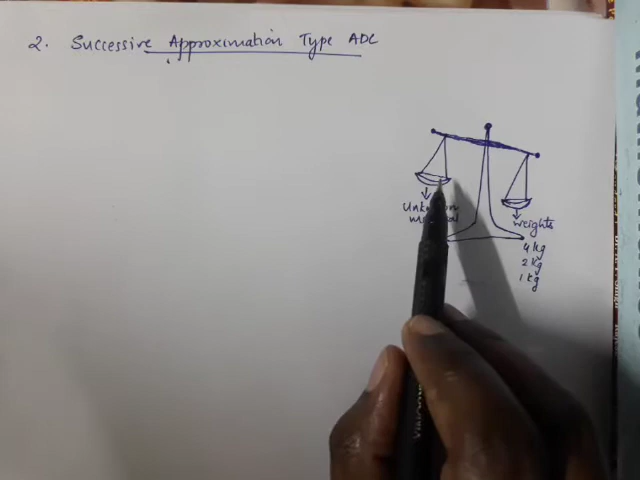 2. Successive Approximation Type ADC
weights
4 kg
2 kg
1 kg